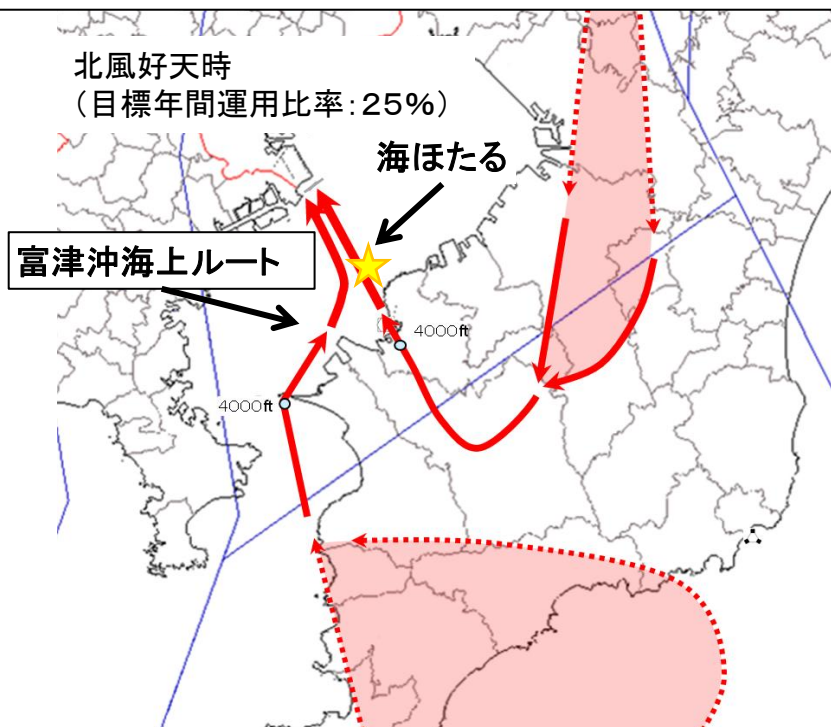 北風好天時
（目標年間運用比率：２５％）
海ほたる
富津沖海上ルート
4000ft
4000ft